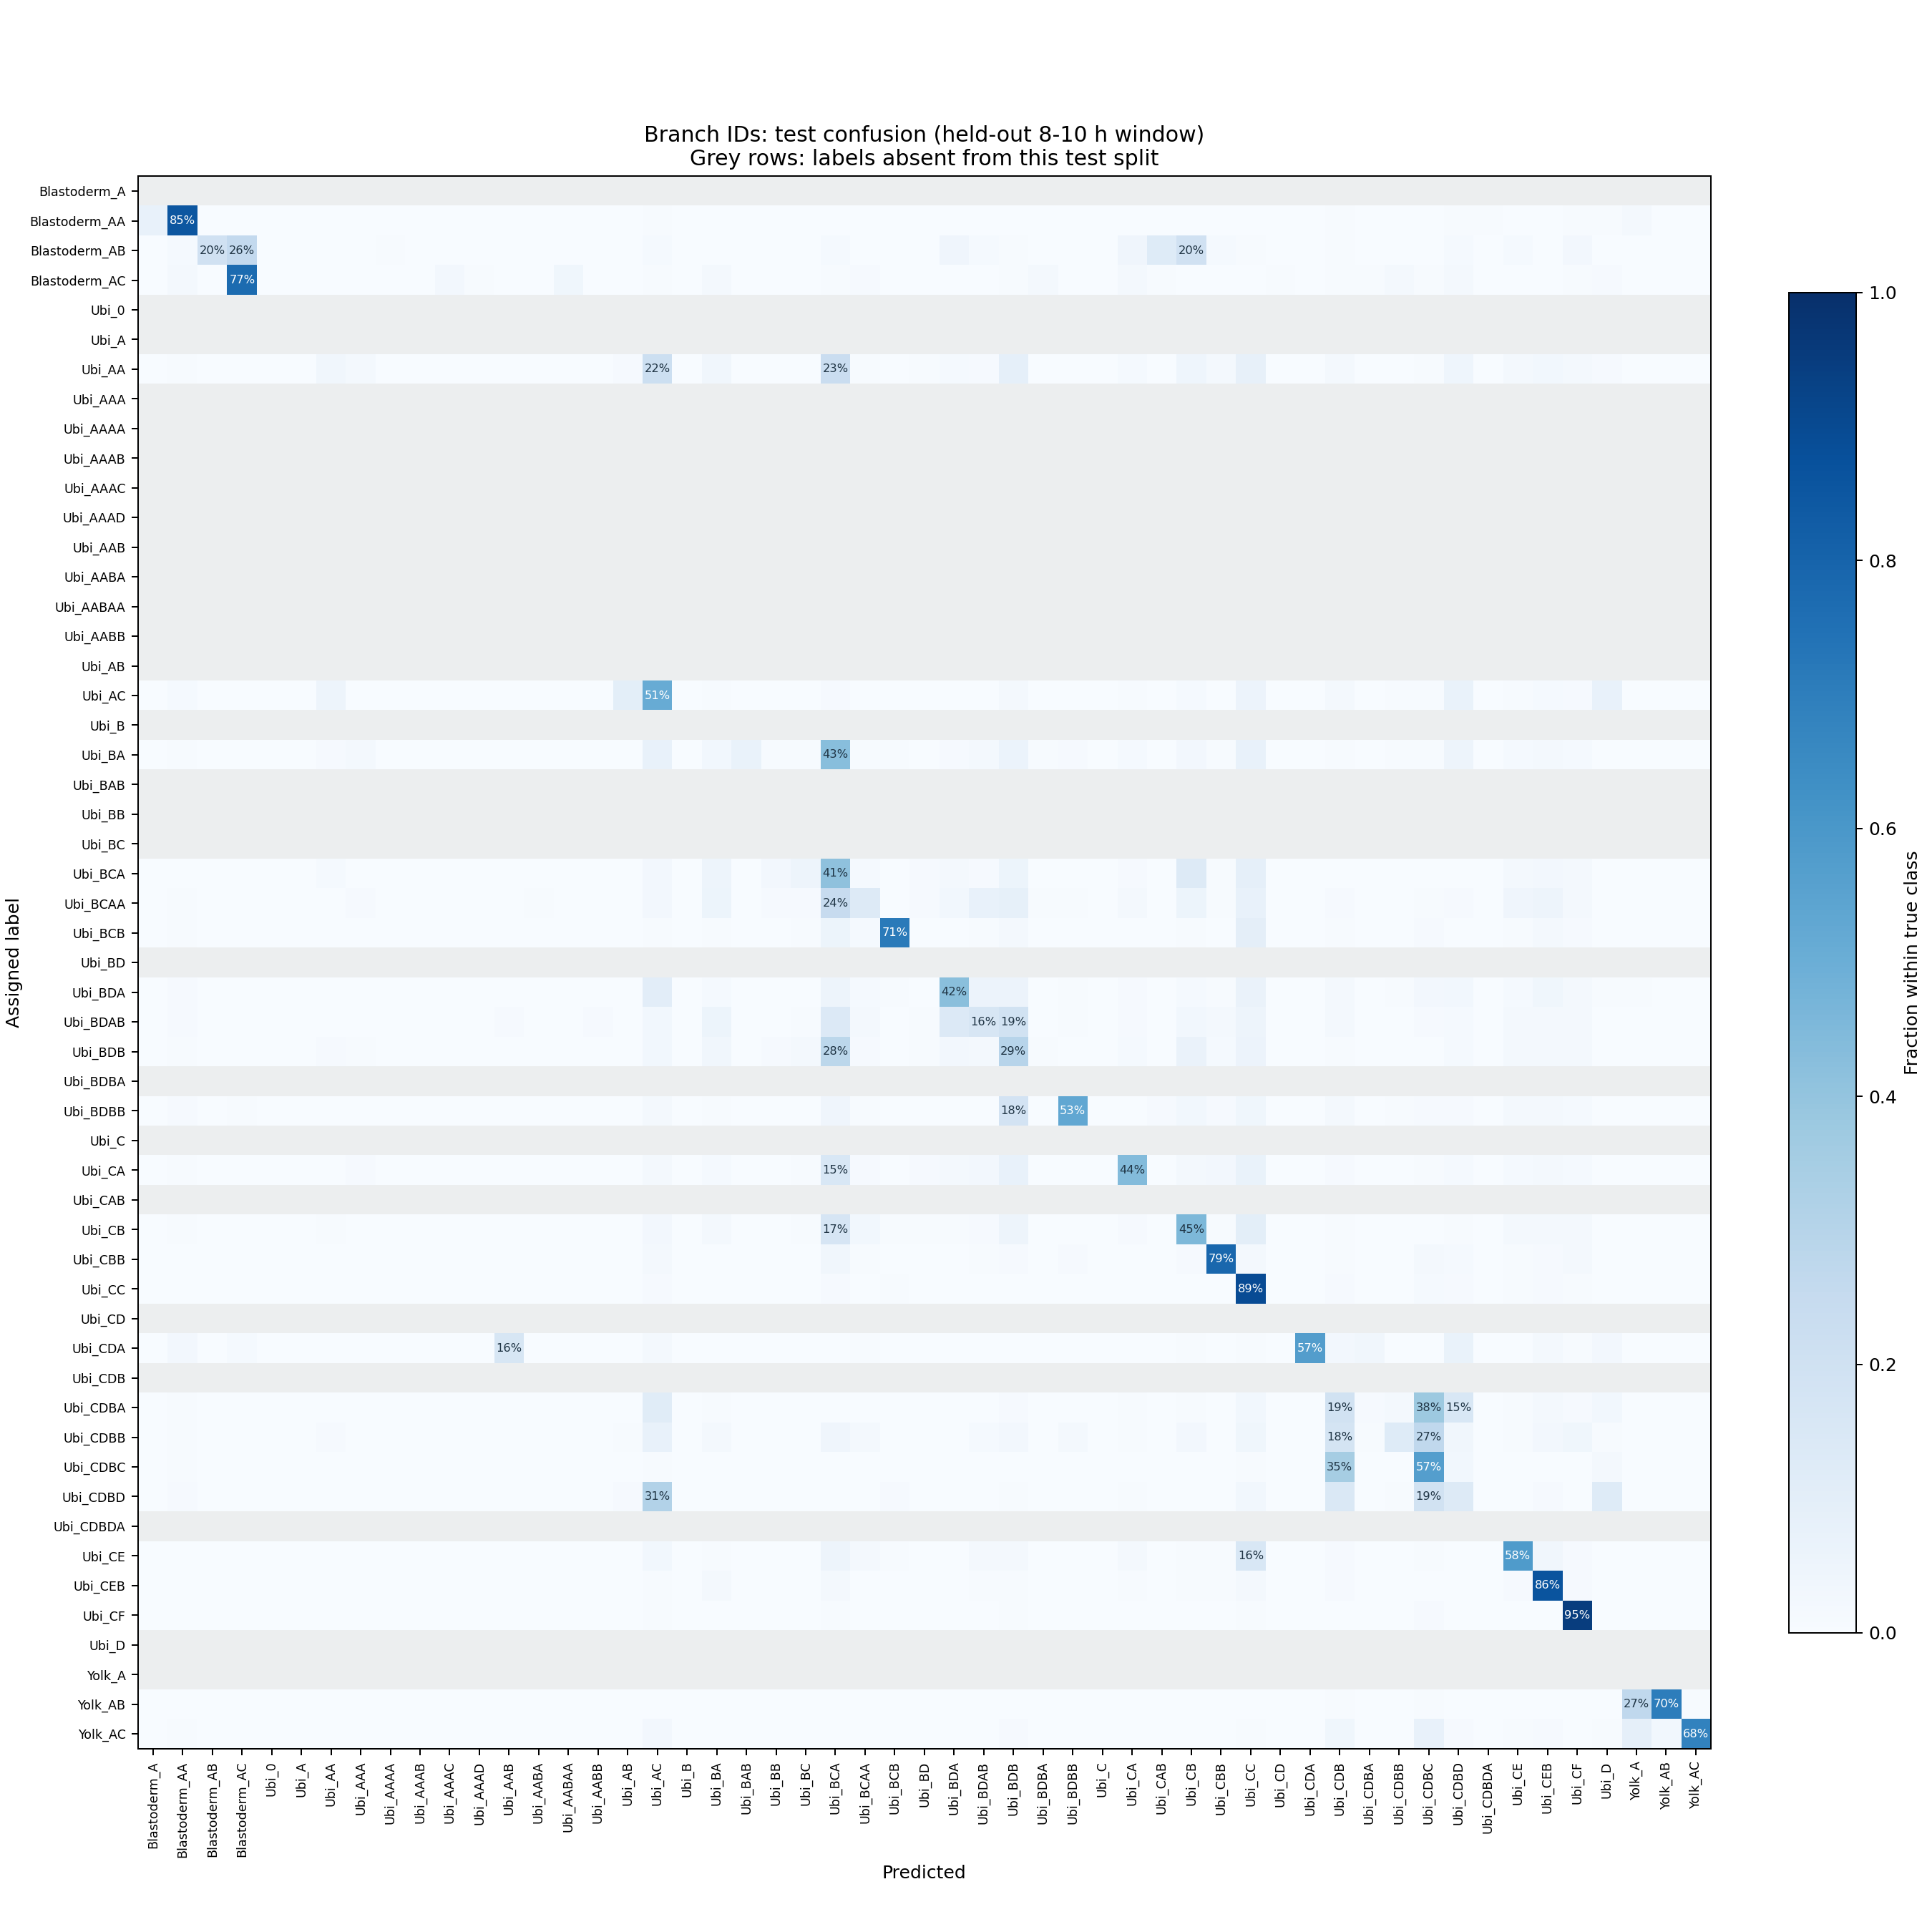 Branch IDs: test confusion (held-out 8-10 h window)
Grey rows: labels absent from this test split
Assigned label
Blastoderm_A
Blastoderm_AA 85%
Blastoderm_AB 20% 26% 20%
Blastoderm_AC 77%
Ubi_0
Ubi_A
Ubi_AA 22% 23%
Ubi_AAA
Ubi_AAAA
Ubi_AAAB
Ubi_AAAC
Ubi_AAAD
Ubi_AAB
Ubi_AABA
Ubi_AABAA
Ubi_AABB
Ubi_AB
Ubi_AC 51%
Ubi_B
Ubi_BA 43%
Ubi_BAB
Ubi_BB
Ubi_BC
Ubi_BCA 41%
Ubi_BCAA 24%
Ubi_BCB 71%
Ubi_BD
Ubi_BDA 42%
Ubi_BDAB 16% 19%
Ubi_BDB 28% 29%
Ubi_BDBA
Ubi_BDBB 18% 53%
Ubi_C
Ubi_CA 15% 44%
Ubi_CAB
Ubi_CB 17% 45%
Ubi_CBB 79%
Ubi_CC 89%
Ubi_CD
Ubi_CDA 16% 57%
Ubi_CDB
Ubi_CDBA 19% 38% 15%
Ubi_CDBB 18% 27%
Ubi_CDBC 35% 57%
Ubi_CDBD 31% 19%
Ubi_CDBDA
Ubi_CE 16% 58%
Ubi_CEB 86%
Ubi_CF 95%
Ubi_D
Yolk_A
Yolk_AB 27% 70%
Yolk_AC 68%
Blastoderm_A
Blastoderm_AA
Blastoderm_AB
Blastoderm_AC
Ubi_0
Ubi_A
Ubi_AA
Ubi_AAA
Ubi_AAAA
Ubi_AAAB
Ubi_AAAC
Ubi_AAAD
Ubi_AAB
Ubi_AABA
Ubi_AABAA
Ubi_AABB
Ubi_AB
Ubi_AC
Ubi_B
Ubi_BA
Ubi_BAB
Ubi_BB
Ubi_BC
Ubi_BCA
Ubi_BCAA
Ubi_BCB
Ubi_BD
Ubi_BDA
Ubi_BDAB
Ubi_BDB
Ubi_BDBA
Ubi_BDBB
Ubi_C
Ubi_CA
Ubi_CAB
Ubi_CB
Ubi_CBB
Ubi_CC
Ubi_CD
Ubi_CDA
Ubi_CDB
Ubi_CDBA
Ubi_CDBB
Ubi_CDBC
Ubi_CDBD
Ubi_CDBDA
Ubi_CE
Ubi_CEB
Ubi_CF
Ubi_D
Yolk_A
Yolk_AB
Yolk_AC
Predicted
1.0
0.8
0.6
0.4
0.2
0.0
Fraction within true class